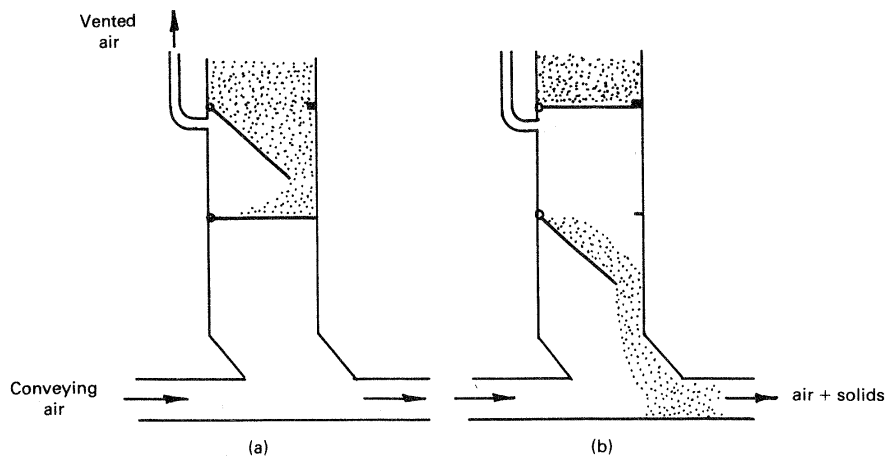 Vented
air
Conveying
air
air + solids
(a)
(b)